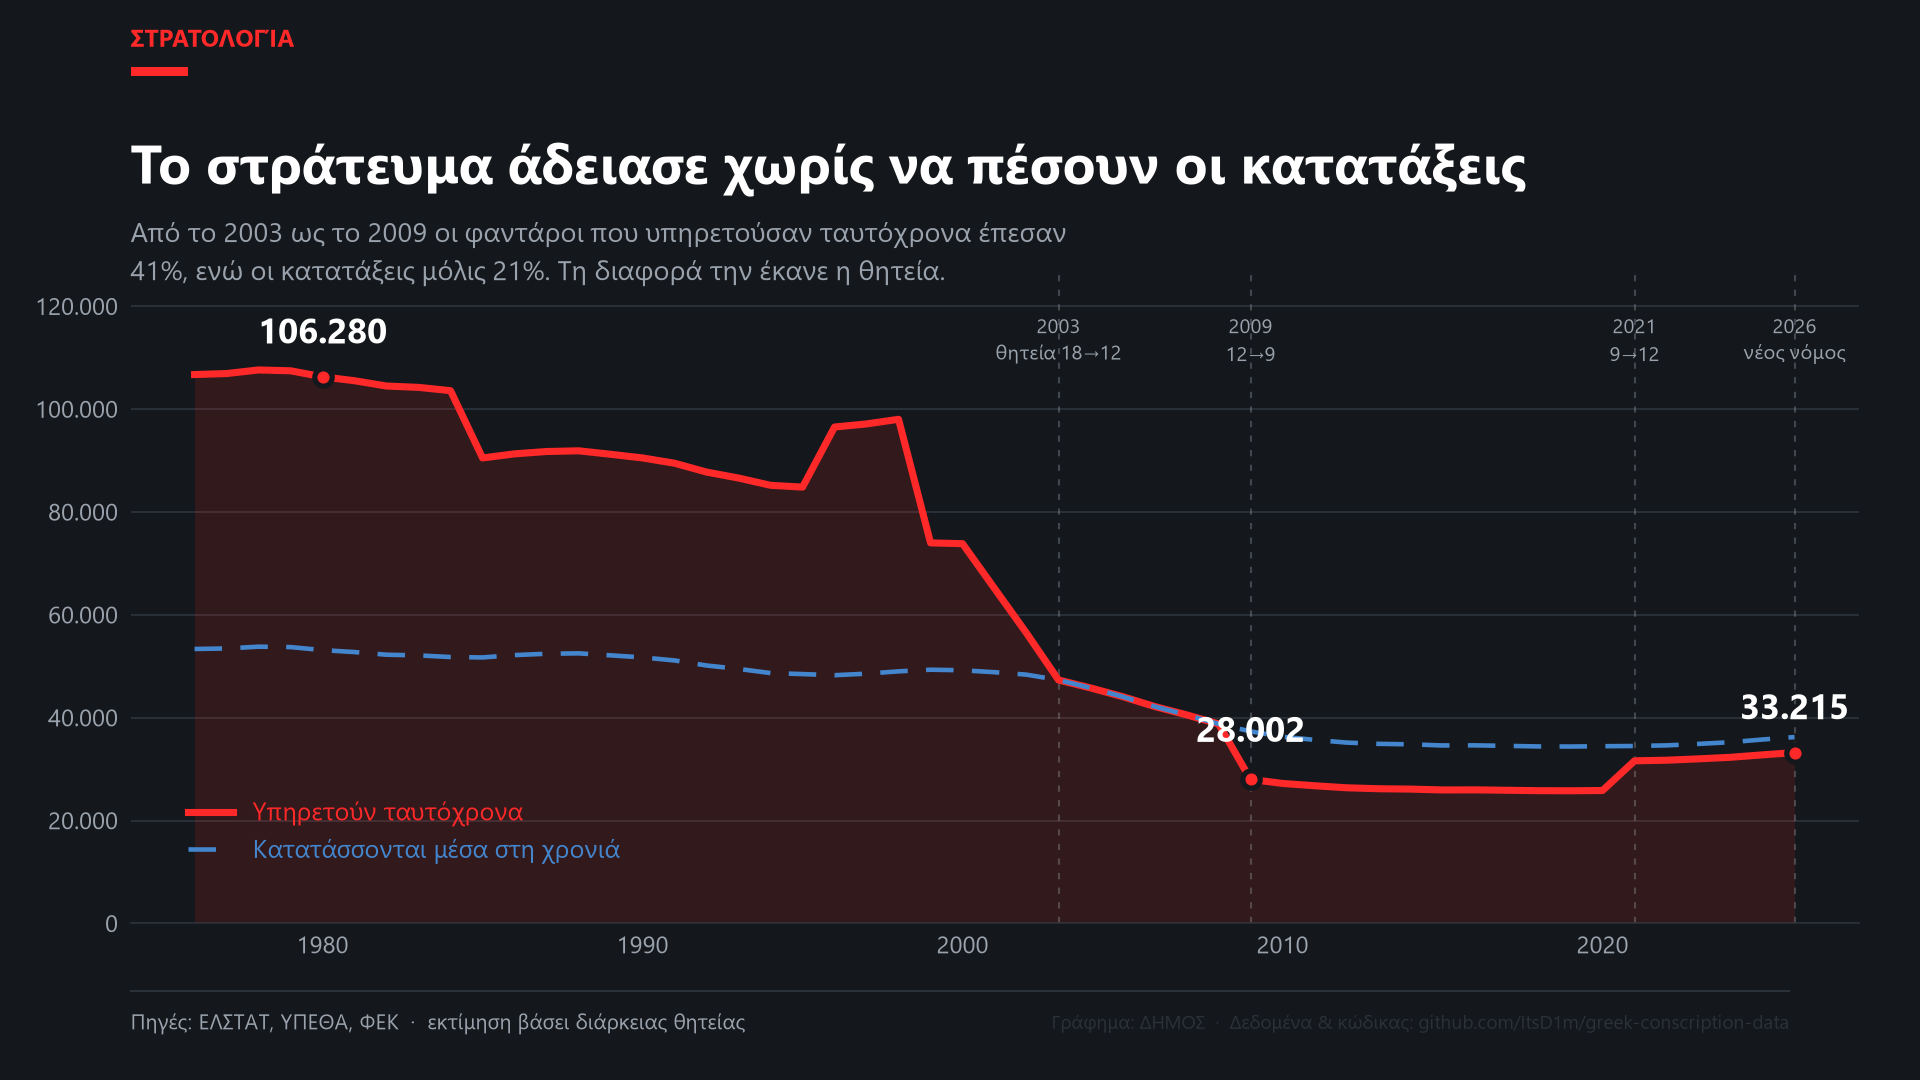 ΣΤΡΑΤΟΛΟΓΊΑ
Το στράτευμα άδειασε χωρίς να πέσουν οι κατατάξεις
Από το 2003 ως το 2009 οι φαντάροι που υπηρετούσαν ταυτόχρονα έπεσαν
41%, ενώ οι κατατάξεις μόλις 21%. Τη διαφορά την έκανε η θητεία.
120.000
100.000
80.000
60.000
40.000
20.000
0
106.280
2003
θητεία 18→12
2009
12→9
2021
9→12
2026
νέος νόμος
28.002
33.215
Υπηρετούν ταυτόχρονα
Κατατάσσονται μέσα στη χρονιά
1980
1990
2000
2010
2020
Πηγές: ΕΛΣΤΑΤ, ΥΠΕΘΑ, ΦΕΚ · εκτίμηση βάσει διάρκειας θητείας
Γράφημα: ΔΗΜΟΣ · Δεδομένα & κώδικας: github.com/ItsD1m/greek-conscription-data